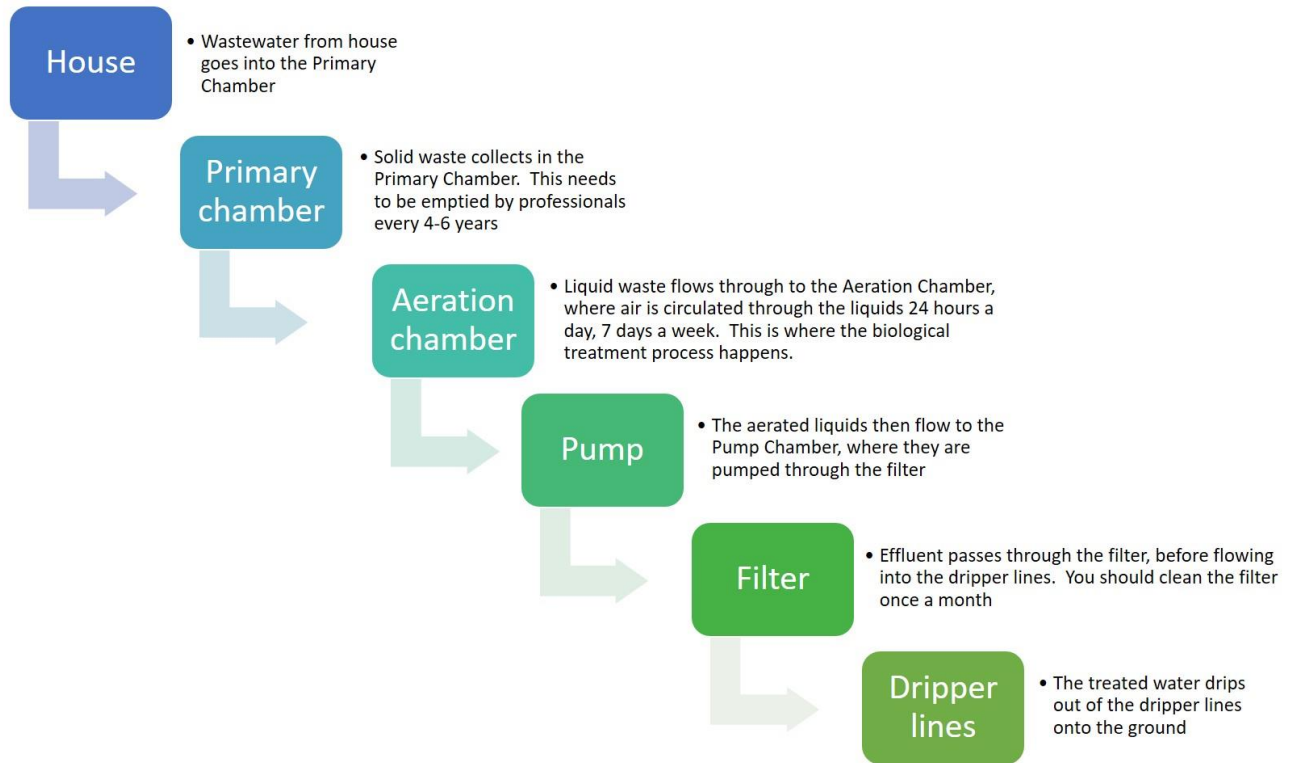 House
• Wastewater from house
goes into the Primary
Chamber
Primary
chamber
• Solid waste collects in the
Primary Chamber.  This needs
to be emptied by professionals
every 4-6 years
Aeration
chamber
• Liquid waste flows through to the Aeration Chamber,
where air is circulated through the liquids 24 hours a
day, 7 days a week.  This is where the biological
treatment process happens.
Pump
• The aerated liquids then flow to the
Pump Chamber, where they are
pumped through the filter
Filter
• Effluent passes through the filter, before flowing
into the dripper lines.  You should clean the filter
once a month
Dripper
lines
• The treated water drips
out of the dripper lines
onto the ground